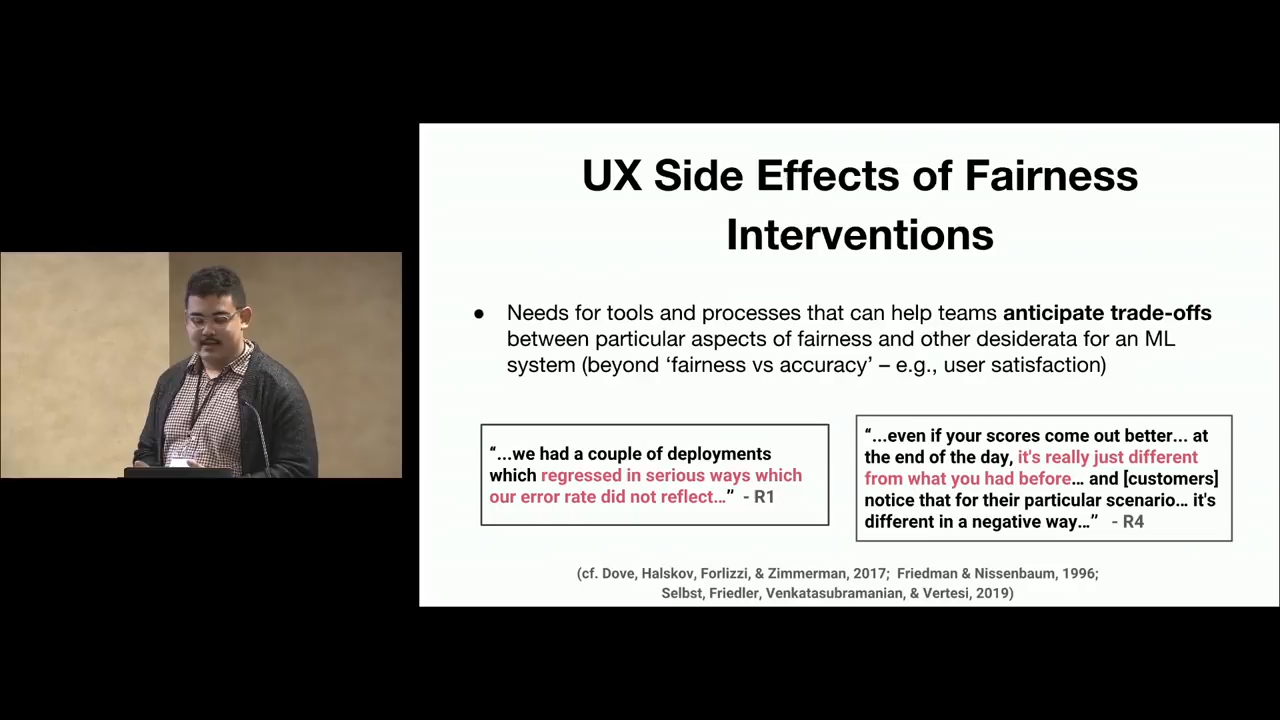 UX Side Effects of Fairness
Interventions
● Needs for tools and processes that can help teams anticipate trade-offs
between particular aspects of fairness and other desiderata for an ML
system (beyond ‘fairness vs accuracy’ – e.g., user satisfaction)
“...we had a couple of deployments
which regressed in serious ways which
our error rate did not reflect…” - R1
“...even if your scores come out better… at
the end of the day, it's really just different
from what you had before… and [customers]
notice that for their particular scenario… it's
different in a negative way…” - R4
(cf. Dove, Halskov, Forlizzi, & Zimmerman, 2017; Friedman & Nissenbaum, 1996;
Selbst, Friedler, Venkatasubramanian, & Vertesi, 2019)